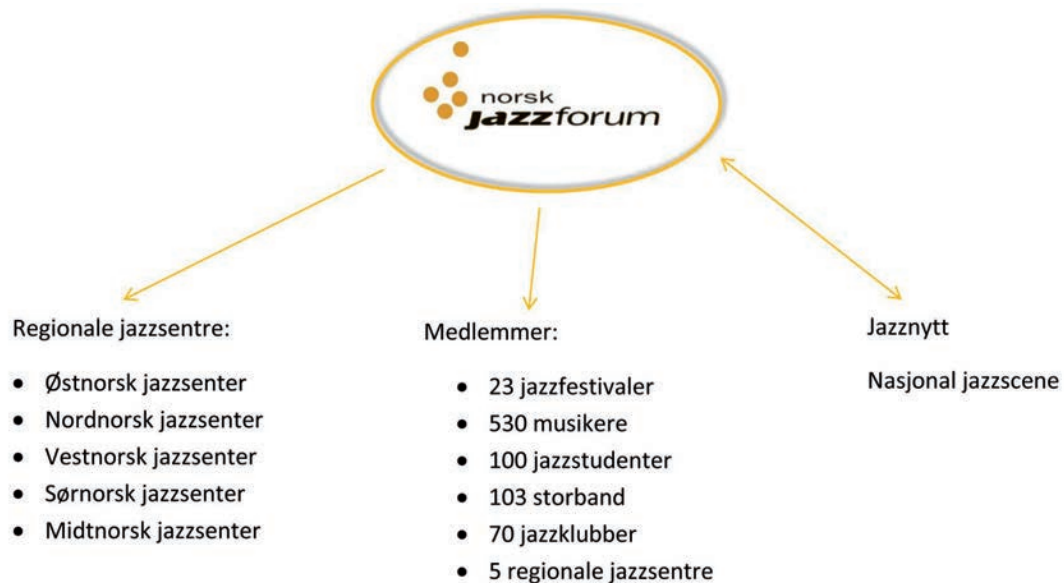 norsk
jazzforum
Regionale jazzsentre:
• Østnorsk jazzsenter
• Nordnorsk jazzsenter
• Vestnorsk jazzsenter
• Sørnorsk jazzsenter
• Midtnorsk jazzsenter
Medlemmer:
• 23 jazzfestivaler
• 530 musikere
• 100 jazzstudenter
• 103 storband
• 70 jazzklubber
• 5 regionale jazzsentre
Jazznytt
Nasjonal jazzscene